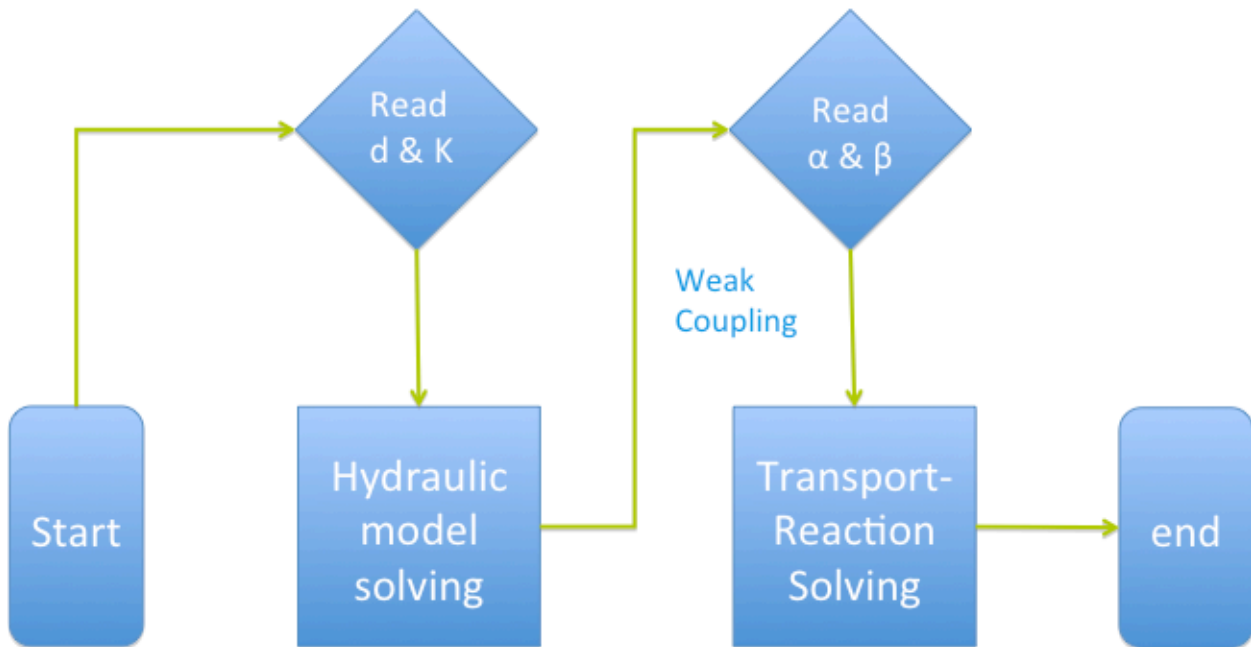 Start
Read
d & K
Hydraulic
model
solving
Weak
Coupling
Read
α & β
Transport-
Reaction
Solving
end